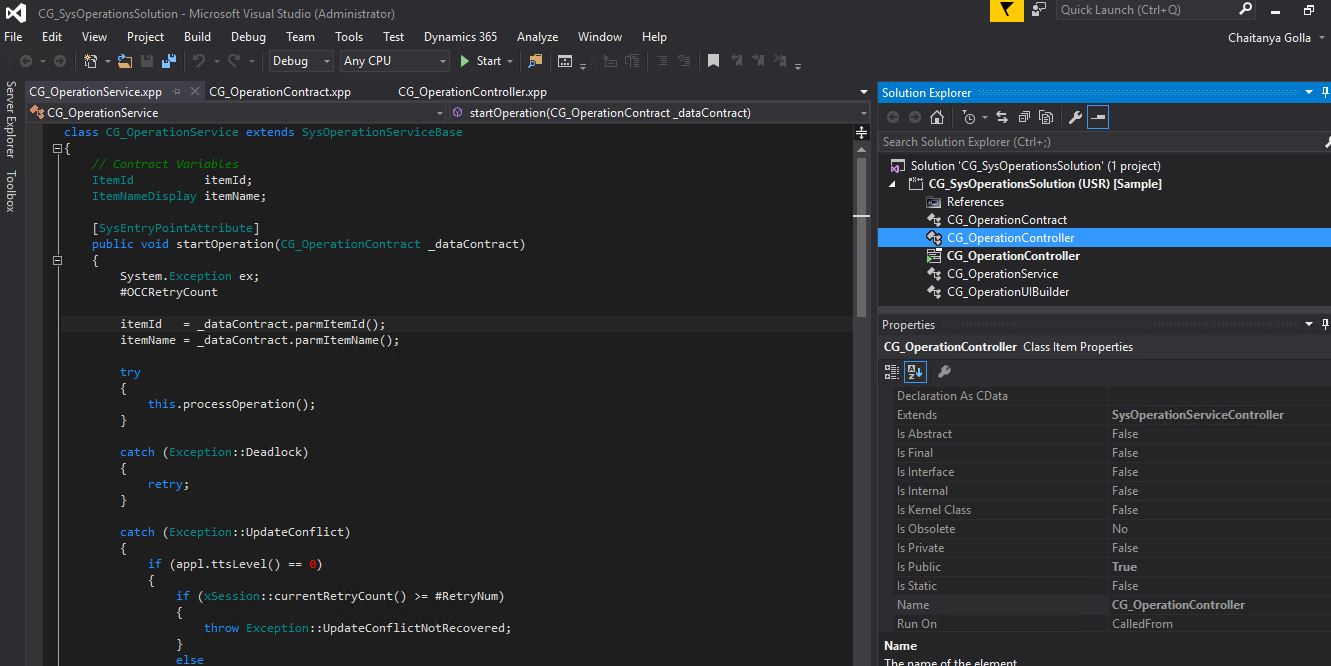 CG_SysOperationsSolution - Microsoft Visual Studio (Administrator)
Quick Launch (Ctrl+Q)
File Edit View Project Build Debug Team Tools Test Dynamics 365 Analyze Window Help
Chaitanya Golla
Debug Any CPU Start
Server Explorer
Toolbox
CG_OperationService.xpp CG_OperationContract.xpp CG_OperationController.xpp
CG_OperationService startOperation(CG_OperationContract _dataContract)
class CG_OperationService extends SysOperationServiceBase
{
// Contract Variables
ItemId itemId;
ItemNameDisplay itemName;
[SysEntryPointAttribute]
public void startOperation(CG_OperationContract _dataContract)
{
System.Exception ex;
#OCCRetryCount
itemId = _dataContract.parmItemId();
itemName = _dataContract.parmItemName();
try
{
this.processOperation();
}
catch (Exception::Deadlock)
{
retry;
}
catch (Exception::UpdateConflict)
{
if (appl.ttsLevel() == 0)
{
if (xSession::currentRetryCount() >= #RetryNum)
{
throw Exception::UpdateConflictNotRecovered;
}
else
Solution Explorer
Search Solution Explorer (Ctrl+;)
Solution 'CG_SysOperationsSolution' (1 project)
CG_SysOperationsSolution (USR) [Sample]
References
CG_OperationContract
CG_OperationController
CG_OperationController
CG_OperationService
CG_OperationUIBuilder
Properties
CG_OperationController Class Item Properties
Declaration As CData
Extends SysOperationServiceController
Is Abstract False
Is Final False
Is Interface False
Is Internal False
Is Kernel Class False
Is Obsolete No
Is Private False
Is Public True
Is Static False
Name CG_OperationController
Run On CalledFrom
Name
The name of the element